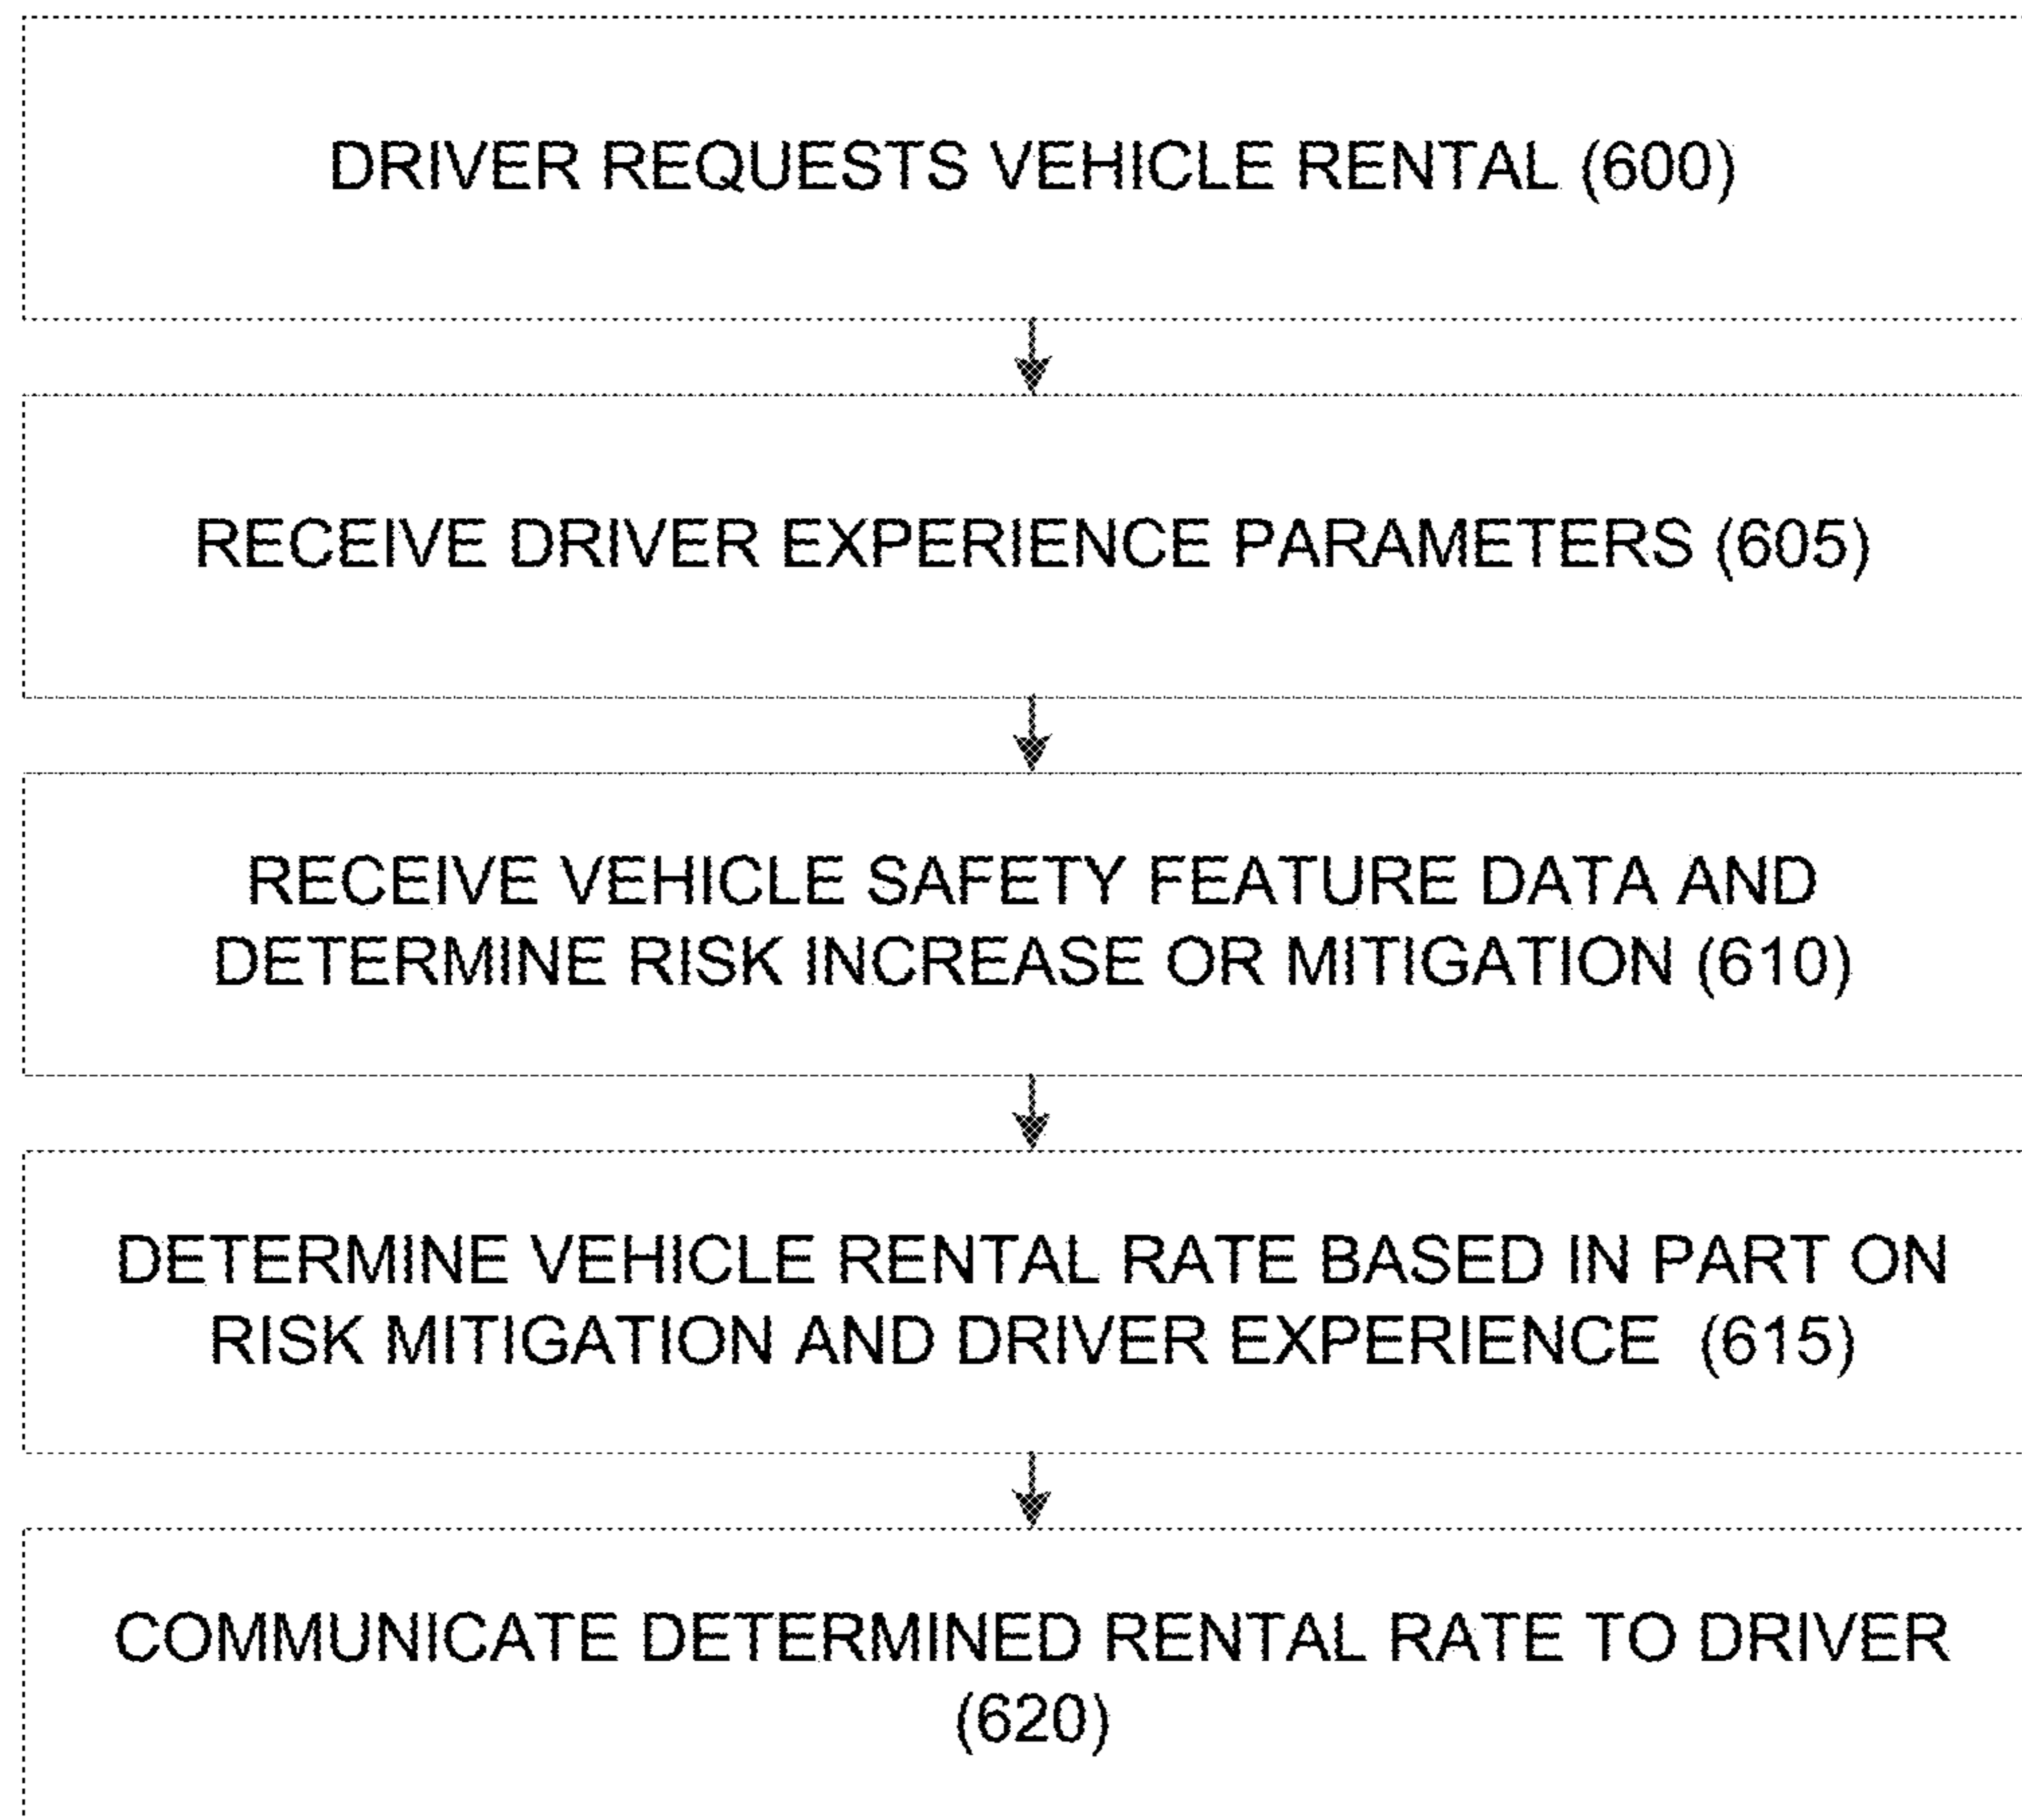 DRIVER REQUESTS VEHICLE RENTAL (600)
RECEIVE DRIVER EXPERIENCE PARAMETERS (605)
RECEIVE VEHICLE SAFETY FEATURE DATA AND
DETERMINE RISK INCREASE OR MITIGATION (610)
DETERMINE VEHICLE RENTAL RATE BASED IN PART ON
RISK MITIGATION AND DRIVER EXPERIENCE (615)
COMMUNICATE DETERMINED RENTAL RATE TO DRIVER
(620)